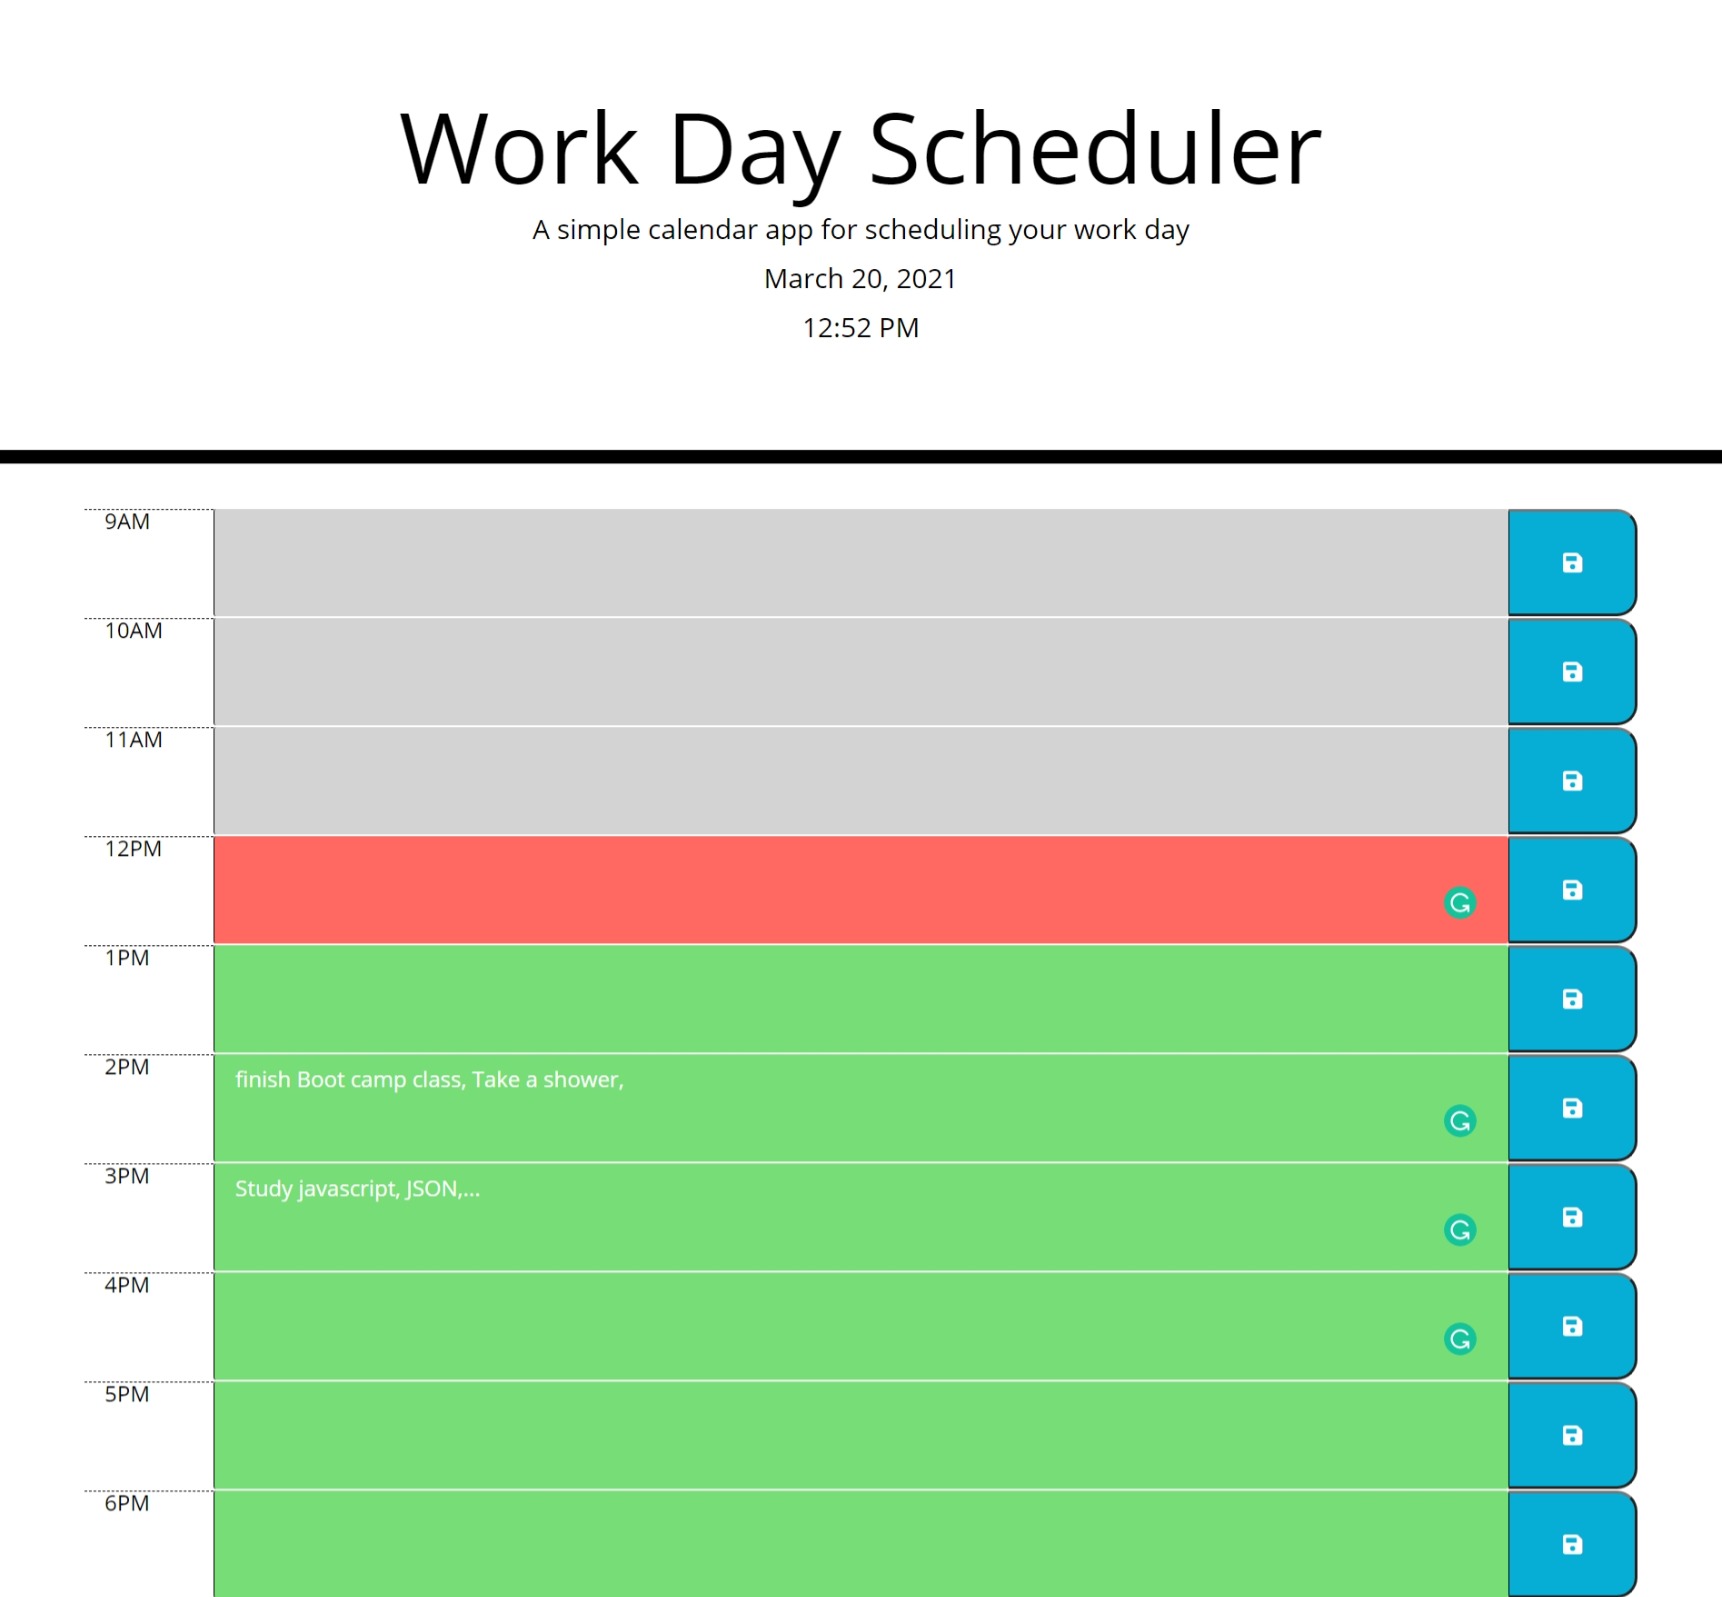 Work Day Scheduler
A simple calendar app for scheduling your work day
March 20, 2021
12:52 PM
9AM
10AM
11AM
12PM
1PM
2PM
finish Boot camp class, Take a shower,
3PM
Study javascript, JSON,...
4PM
5PM
6PM